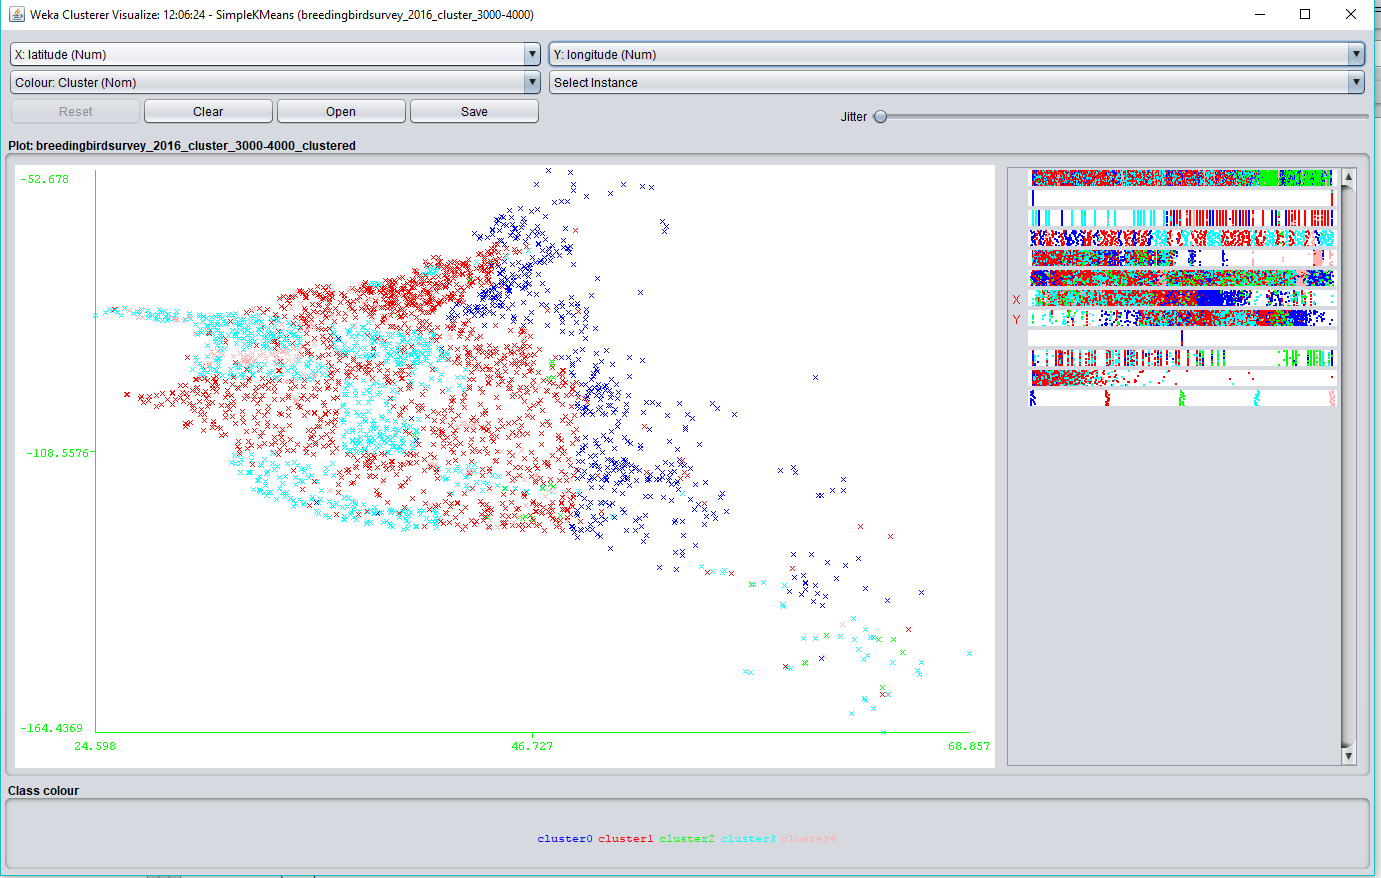 Weka Clusterer Visualize: 12:06:24 - SimpleKMeans (breedingbirdsurvey_2016_cluster_3000-4000)
X: latitude (Num)
Y: longitude (Num)
Colour: Cluster (Nom)
Select Instance
Reset
Clear
Open
Save
Jitter
Plot: breedingbirdsurvey_2016_cluster_3000-4000_clustered
-52.678
-108.5576
-164.4369
24.598
46.727
68.857
X
Y
Class colour
cluster0 cluster1 cluster2 cluster3 cluster4